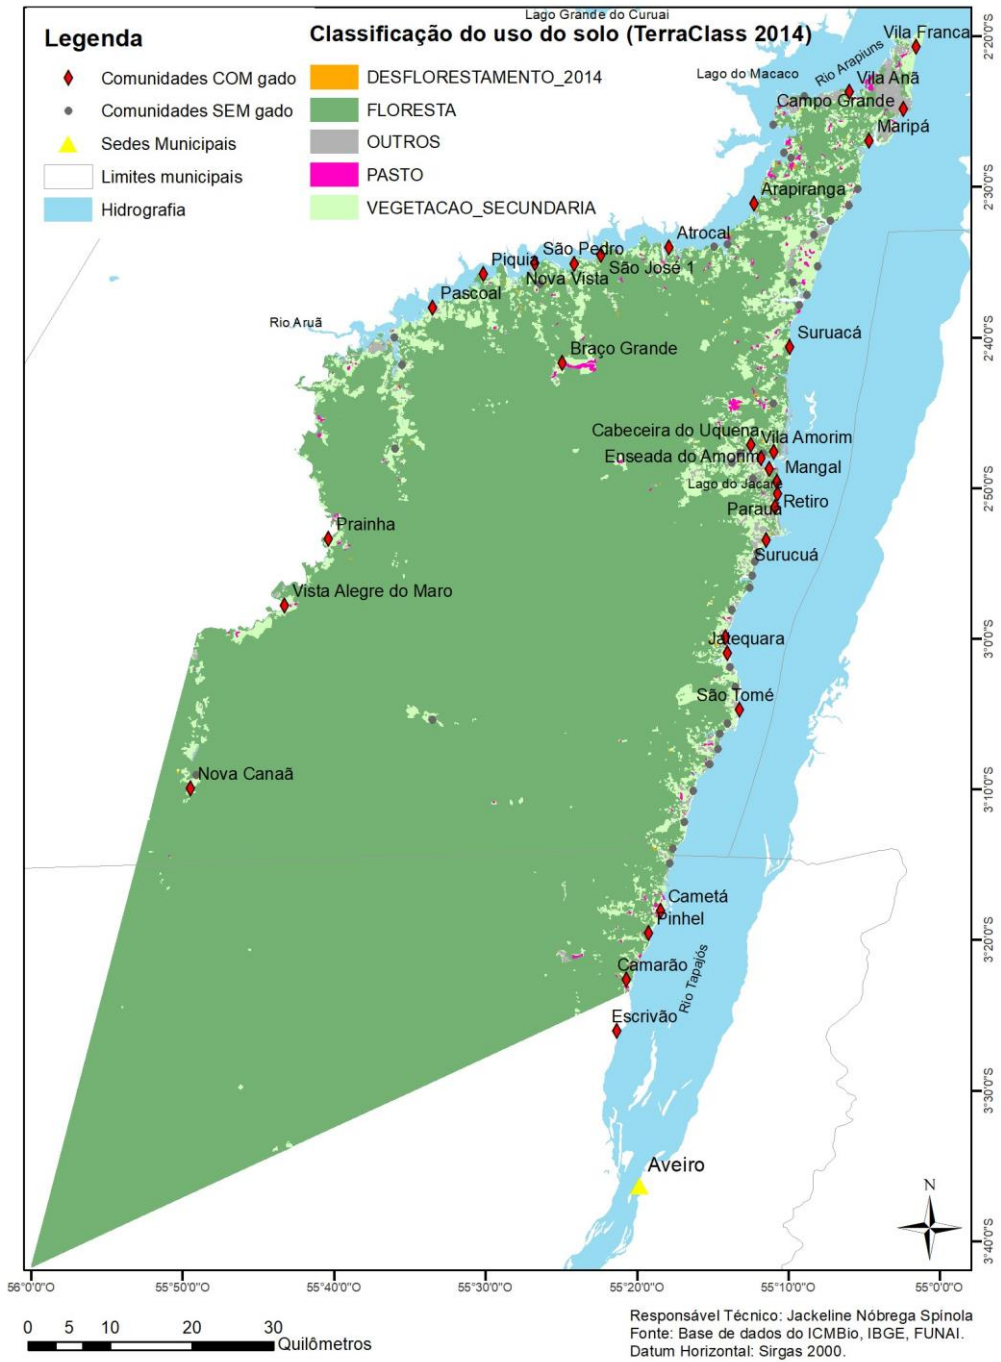 Lago Grande do Curuai
Legenda
Comunidades COM gado
Comunidades SEM gado
Sedes Municipais
Limites municipais
Hidrografia
Classificação do uso do solo (TerraClass 2014)
DESFLORESTAMENTO_2014
FLORESTA
OUTROS
PASTO
VEGETACAO_SECUNDARIA
Vila Franca
Rio Arapiuns
Lago do Macaco
Vila Anã
Campo Grande
Maripá
Arapiranga
Atrocal
São Pedro
Piquia
São José 1
Nova Vista
Pascoal
Rio Aruã
Suruacá
Braço Grande
Cabeceira do Uquena
Vila Amorim
Enseada do Amorim
Mangal
Lago do Jacaré
Retiro
Parauá
Prainha
Surucuá
Vista Alegre do Maro
Jatequara
São Tomé
Nova Canaã
Cametá
Pinhel
Camarão
Rio Tapajós
Escrivão
Aveiro
N
2°20'0"S
2°30'0"S
2°40'0"S
2°50'0"S
3°0'0"S
3°10'0"S
3°20'0"S
3°30'0"S
3°40'0"S
56°0'0"O
55°50'0"O
55°40'0"O
55°30'0"O
55°20'0"O
55°10'0"O
55°0'0"O
0 5 10 20 30
Quilômetros
Responsável Técnico: Jackeline Nóbrega Spínola
Fonte: Base de dados do ICMBio, IBGE, FUNAI.
Datum Horizontal: Sirgas 2000.